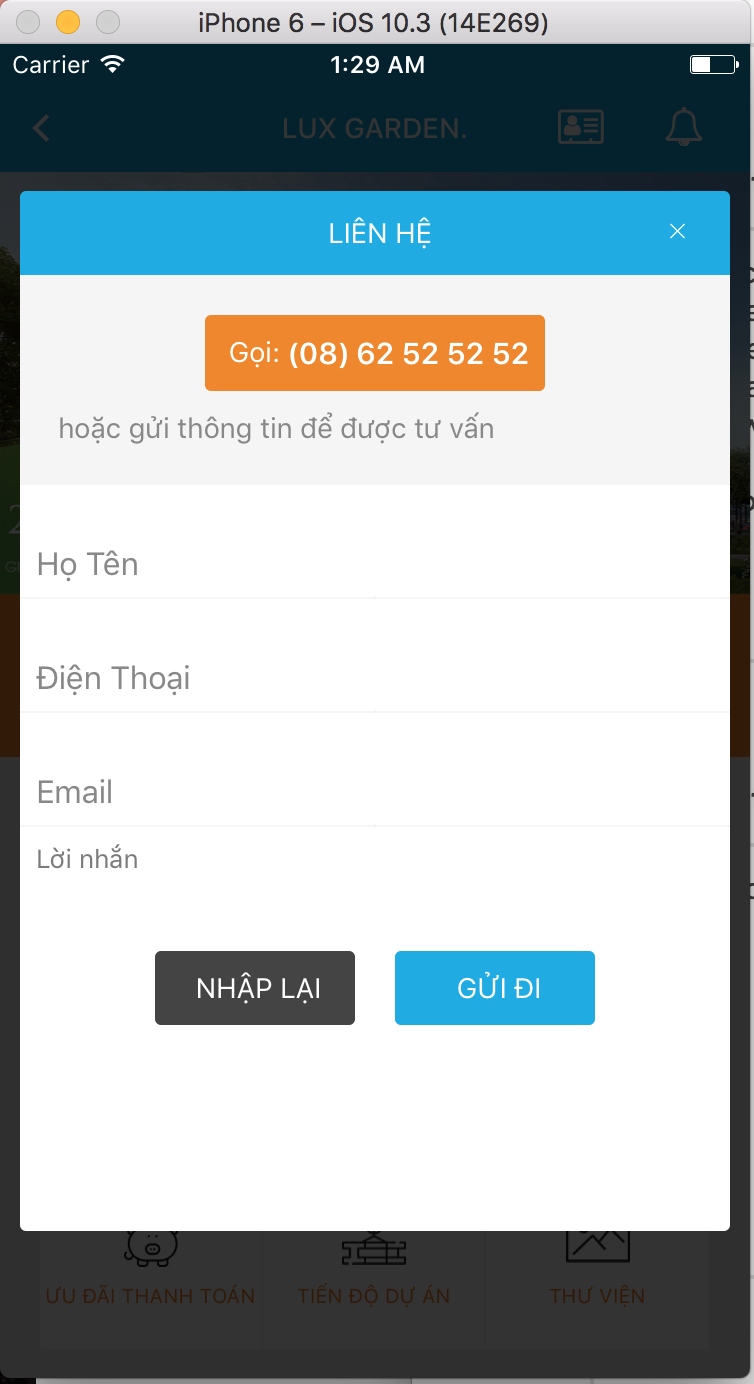 iPhone 6 – iOS 10.3 (14E269)
Carrier 1:29 AM
LUX GARDEN.
LIÊN HỆ
Gọi: (08) 62 52 52 52
hoặc gửi thông tin để được tư vấn
Họ Tên
Điện Thoại
Email
Lời nhắn
NHẬP LẠI GỬI ĐI
ƯU ĐÃI THANH TOÁN TIẾN ĐỘ DỰ ÁN THƯ VIỆN